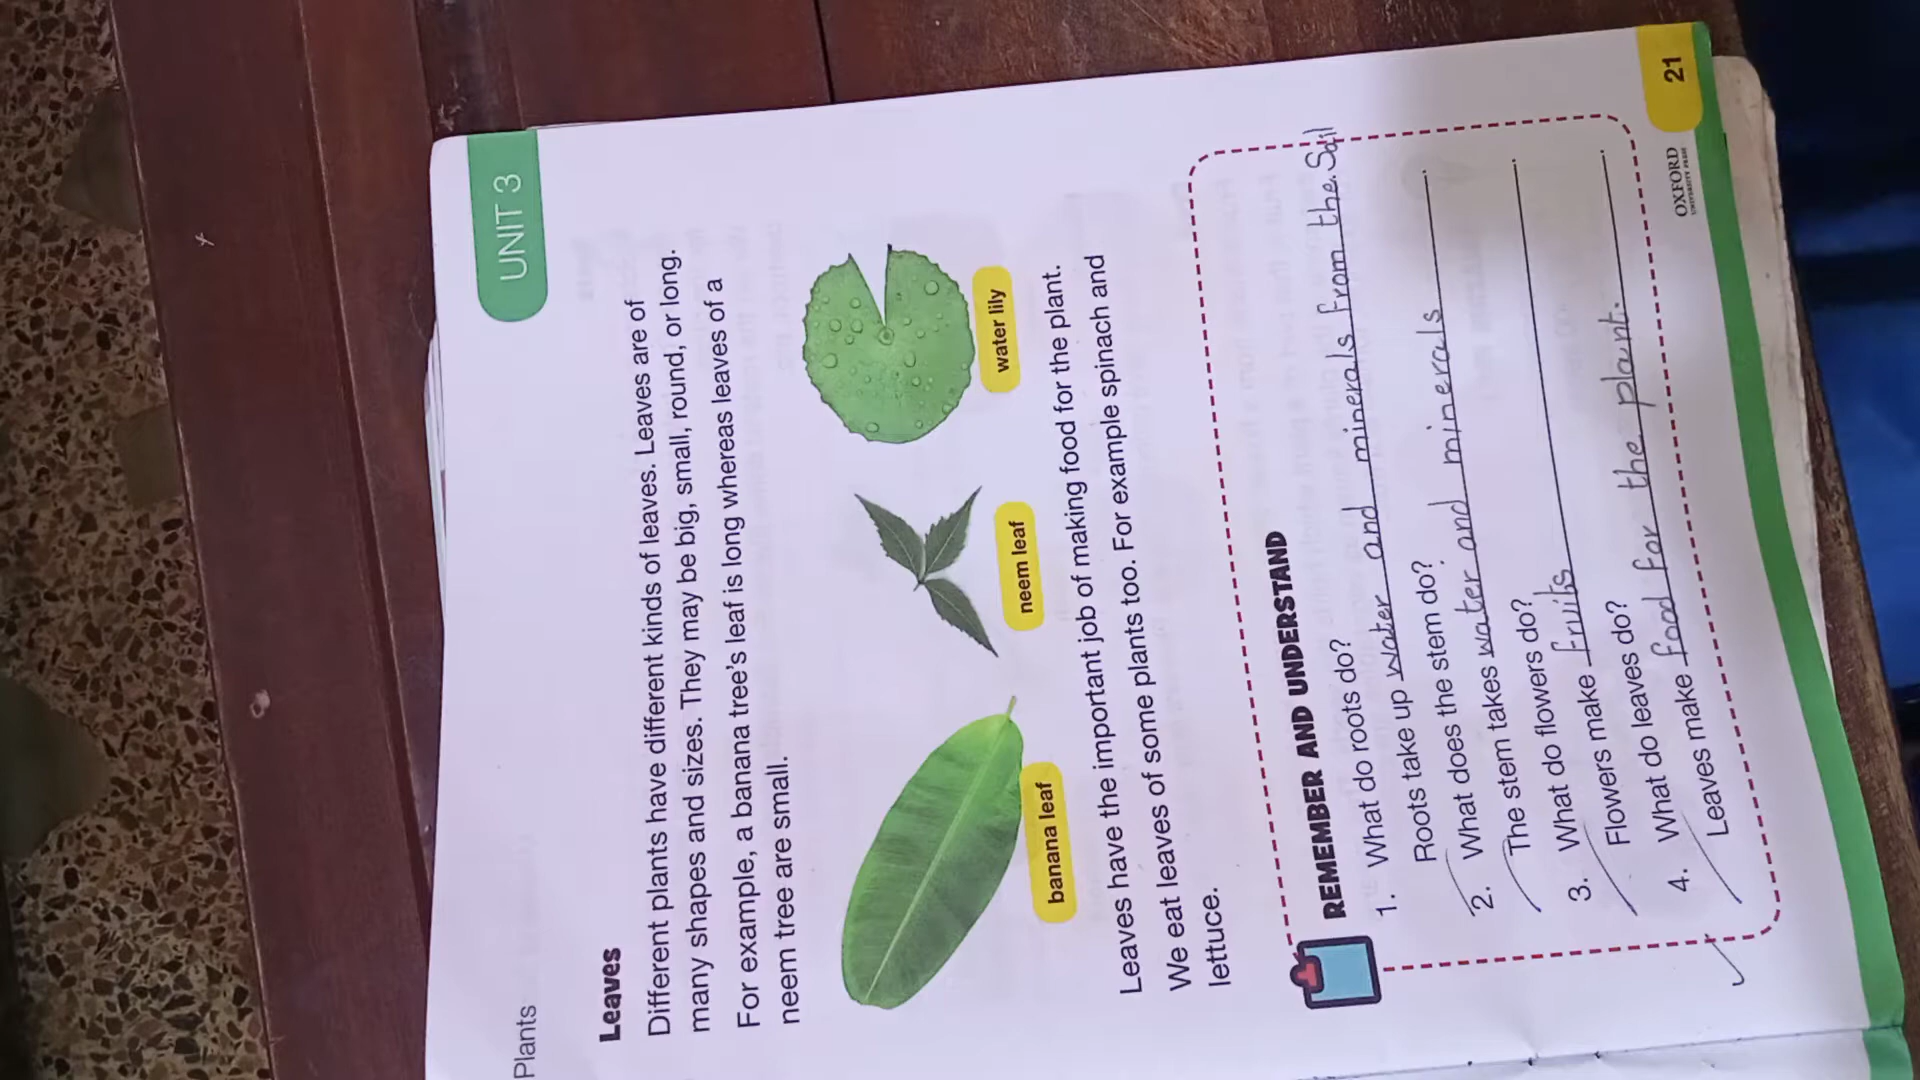 Plants
UNIT 3
Leaves
Different plants have different kinds of leaves. Leaves are of
many shapes and sizes. They may be big, small, round, or long.
For example, a banana tree's leaf is long whereas leaves of a
neem tree are small.
banana leaf
neem leaf
water lily
Leaves have the important job of making food for the plant.
We eat leaves of some plants too. For example spinach and
lettuce.
REMEMBER AND UNDERSTAND
1. What do roots do?
Roots take up water and minerals from the Soil
2. What does the stem do?
The stem takes water and minerals.
3. What do flowers do?
Flowers make fruits.
4. What do leaves do?
Leaves make food for the plant.
OXFORD
UNIVERSITY PRESS
21